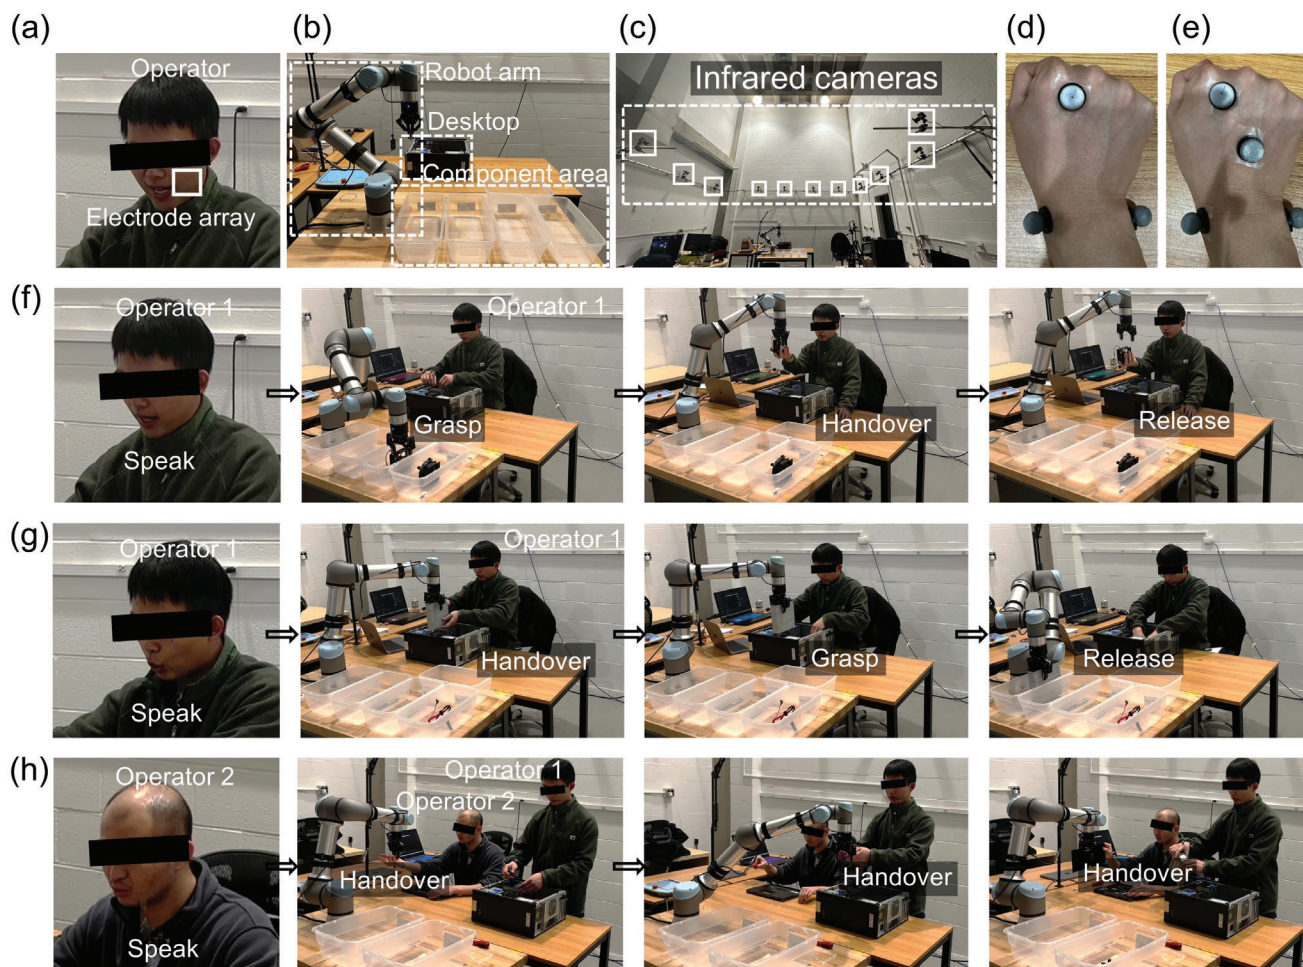 (a)
(b)
(c)
(d)
(e)
Operator
Electrode array
Robot arm
Desktop
Component area
Infrared cameras
(f)
Operator 1
Speak
Operator 1
Grasp
Handover
Release
(g)
Operator 1
Speak
Operator 1
Handover
Grasp
Release
(h)
Operator 2
Speak
Operator 1
Operator 2
Handover
Handover
Handover